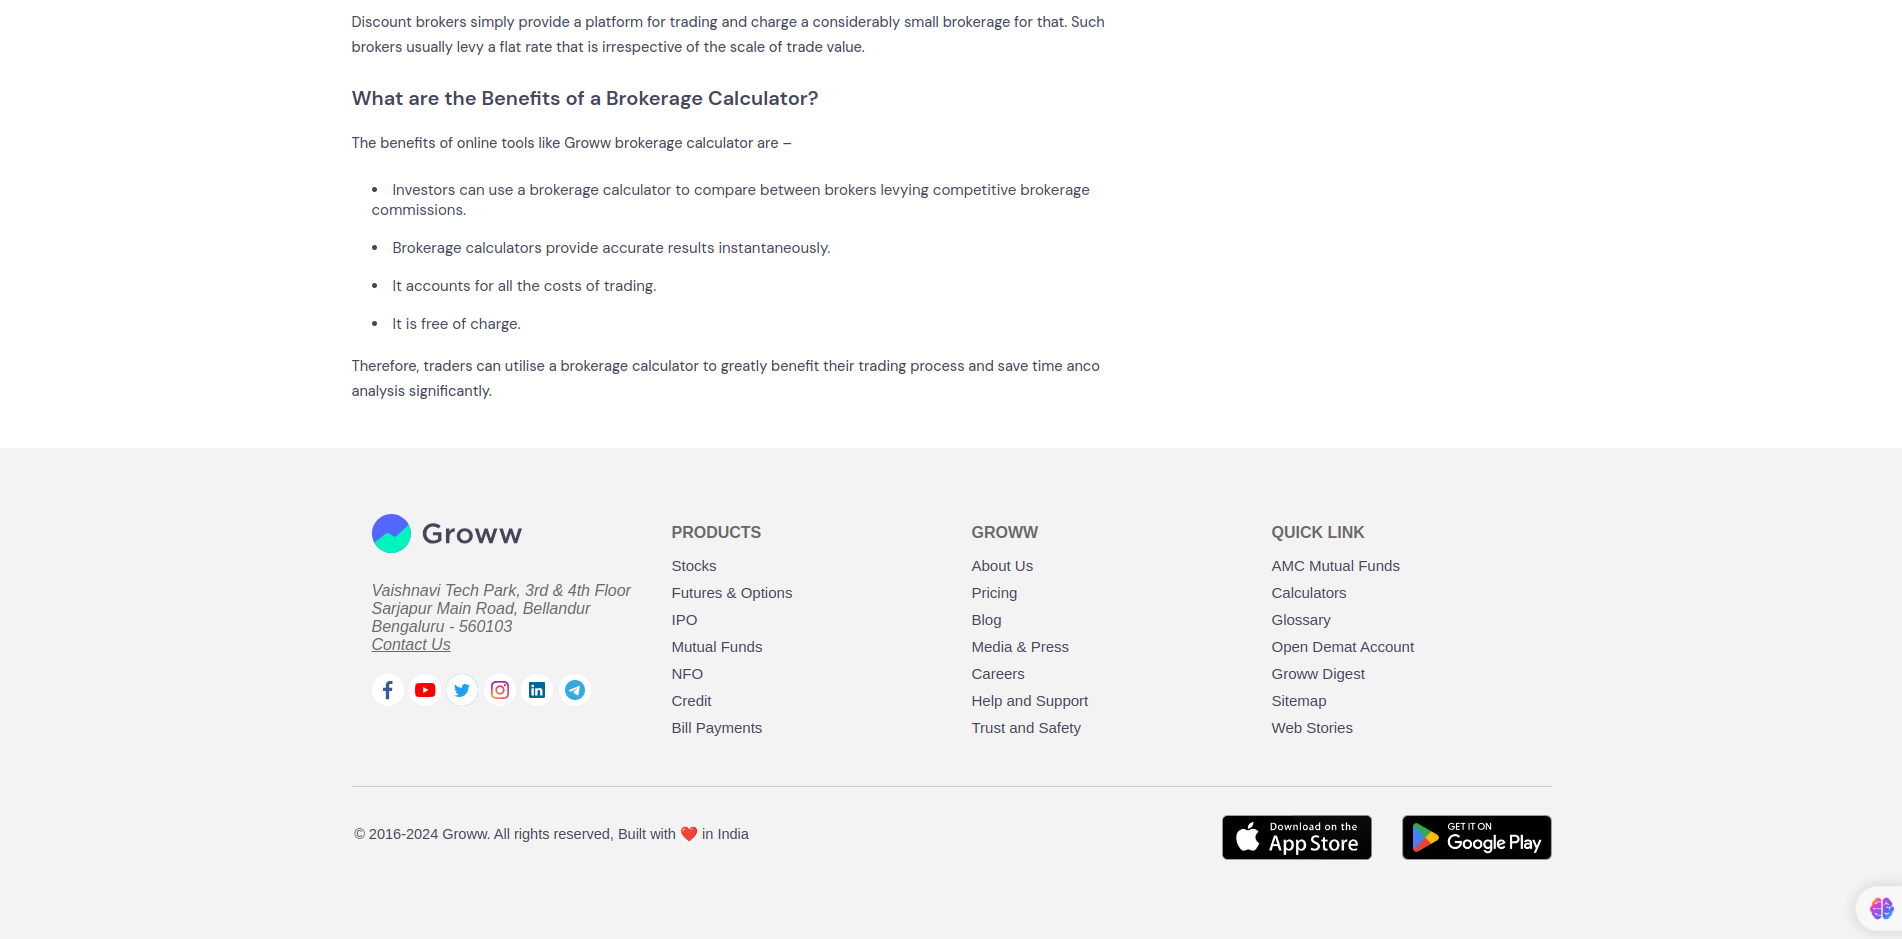 Discount brokers simply provide a platform for trading and charge a considerably small brokerage for that. Such
brokers usually levy a flat rate that is irrespective of the scale of trade value.
What are the Benefits of a Brokerage Calculator?
The benefits of online tools like Groww brokerage calculator are –
• Investors can use a brokerage calculator to compare between brokers levying competitive brokerage
commissions.
• Brokerage calculators provide accurate results instantaneously.
• It accounts for all the costs of trading.
• It is free of charge.
Therefore, traders can utilise a brokerage calculator to greatly benefit their trading process and save time anco
analysis significantly.
Groww
Vaishnavi Tech Park, 3rd & 4th Floor
Sarjapur Main Road, Bellandur
Bengaluru - 560103
Contact Us
PRODUCTS
Stocks
Futures & Options
IPO
Mutual Funds
NFO
Credit
Bill Payments
GROWW
About Us
Pricing
Blog
Media & Press
Careers
Help and Support
Trust and Safety
QUICK LINK
AMC Mutual Funds
Calculators
Glossary
Open Demat Account
Groww Digest
Sitemap
Web Stories
© 2016-2024 Groww. All rights reserved, Built with ❤️ in India
Download on the
App Store
GET IT ON
Google Play